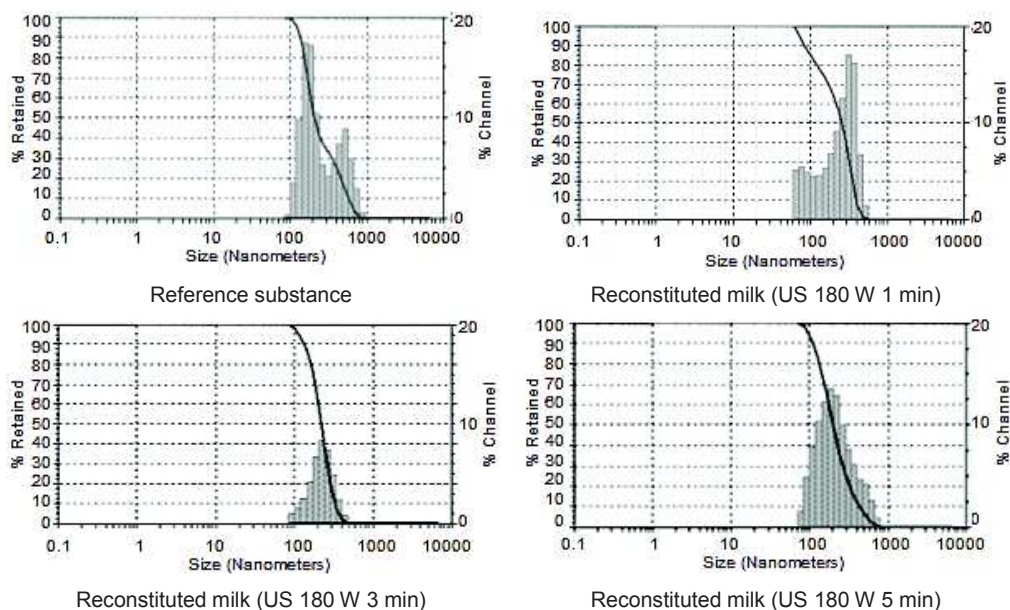 % Retained
100
90
80
70
60
50
40
30
20
10
0
20
10
0
% Channel
0.1 1 10 100 1000 10000
Size (Nanometers)
Reference substance
% Retained
100
90
80
70
60
50
40
30
20
10
0
20
10
0
% Channel
0.1 1 10 100 1000 10000
Size (Nanometers)
Reconstituted milk (US 180 W 1 min)
% Retained
100
90
80
70
60
50
40
30
20
10
0
20
10
0
% Channel
0.1 1 10 100 1000 10000
Size (Nanometers)
Reconstituted milk (US 180 W 3 min)
% Retained
100
90
80
70
60
50
40
30
20
10
0
20
10
0
% Channel
0.1 1 10 100 1000 10000
Size (Nanometers)
Reconstituted milk (US 180 W 5 min)